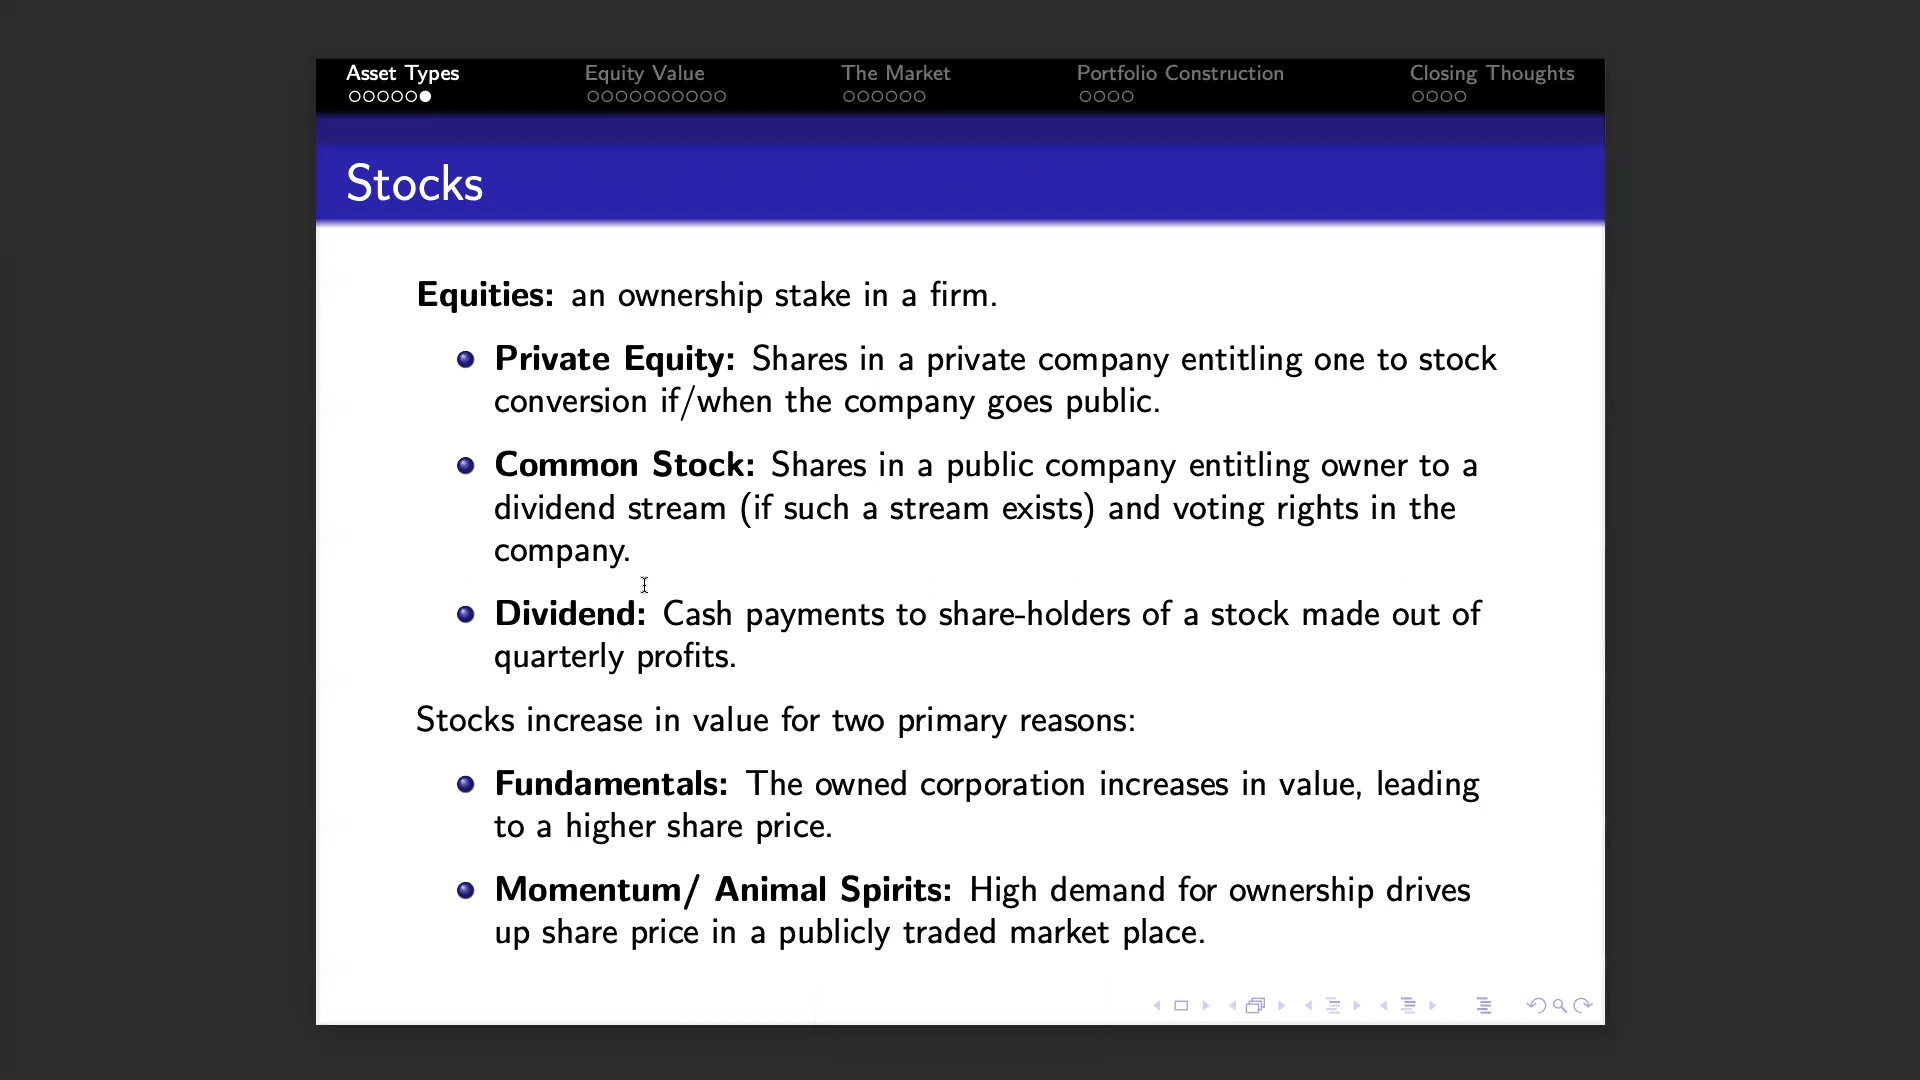 Asset Types Equity Value The Market Portfolio Construction Closing Thoughts
Stocks
Equities: an ownership stake in a firm.
Private Equity: Shares in a private company entitling one to stock
conversion if/when the company goes public.
Common Stock: Shares in a public company entitling owner to a
dividend stream (if such a stream exists) and voting rights in the
company.
Dividend: Cash payments to share-holders of a stock made out of
quarterly profits.
Stocks increase in value for two primary reasons:
Fundamentals: The owned corporation increases in value, leading
to a higher share price.
Momentum/ Animal Spirits: High demand for ownership drives
up share price in a publicly traded market place.